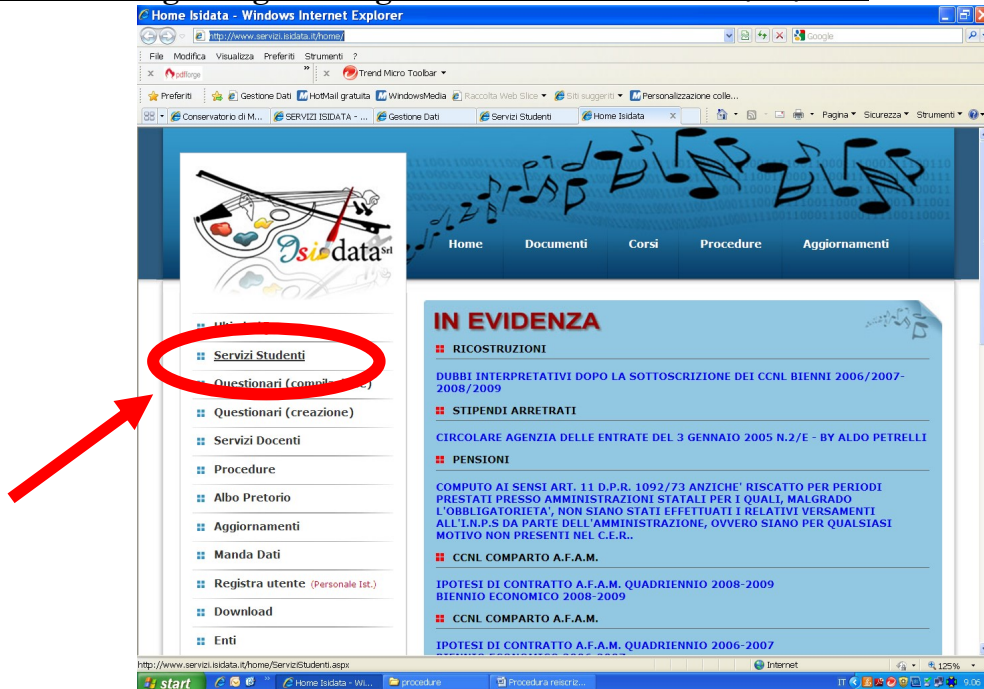 Home Isidata - Windows Internet Explorer
http://www.servizi.isidata.it/home/
Google
File Modifica Visualizza Preferiti Strumenti ?
x pdfforge » x Trend Micro Toolbar
Preferiti Gestione Dati HotMail gratuita WindowsMedia Raccolta Web Slice Siti suggeriti Personalizzazione colle...
Conservatorio di M... SERVIZI ISIDATA - ... Gestione Dati Servizi Studenti Home Isidata x Pagina Sicurezza Strumenti
Isidata srl
Home Documenti Corsi Procedure Aggiornamenti
Servizi Studenti
Questionari (compilazione)
Questionari (creazione)
Servizi Docenti
Procedure
Albo Pretorio
Aggiornamenti
Manda Dati
Registra utente (Personale Ist.)
Download
Enti
IN EVIDENZA
RICOSTRUZIONI
DUBBI INTERPRETATIVI DOPO LA SOTTOSCRIZIONE DEI CCNL BIENNI 2006/2007-
2008/2009
STIPENDI ARRETRATI
CIRCOLARE AGENZIA DELLE ENTRATE DEL 3 GENNAIO 2005 N.2/E - BY ALDO PETRELLI
PENSIONI
COMPUTO AI SENSI ART. 11 D.P.R. 1092/73 ANZICHE' RISCATTO PER PERIODI
PRESTATI PRESSO AMMINISTRAZIONI STATALI PER I QUALI, MALGRADO
L'OBBLIGATORIETA', NON SIANO STATI EFFETTUATI I RELATIVI VERSAMENTI
ALL'I.N.P.S DA PARTE DELL'AMMINISTRAZIONE, OVVERO SIANO PER QUALSIASI
MOTIVO NON PRESENTI NEL C.E.R..
CCNL COMPARTO A.F.A.M.
IPOTESI DI CONTRATTO A.F.A.M. QUADRIENNIO 2008-2009
BIENNIO ECONOMICO 2008-2009
CCNL COMPARTO A.F.A.M.
IPOTESI DI CONTRATTO A.F.A.M. QUADRIENNIO 2006-2007
http://www.servizi.isidata.it/home/ServiziStudenti.aspx Internet 125%
start » Home Isidata - Wi... procedure Procedura reiscriz... IT 9.06